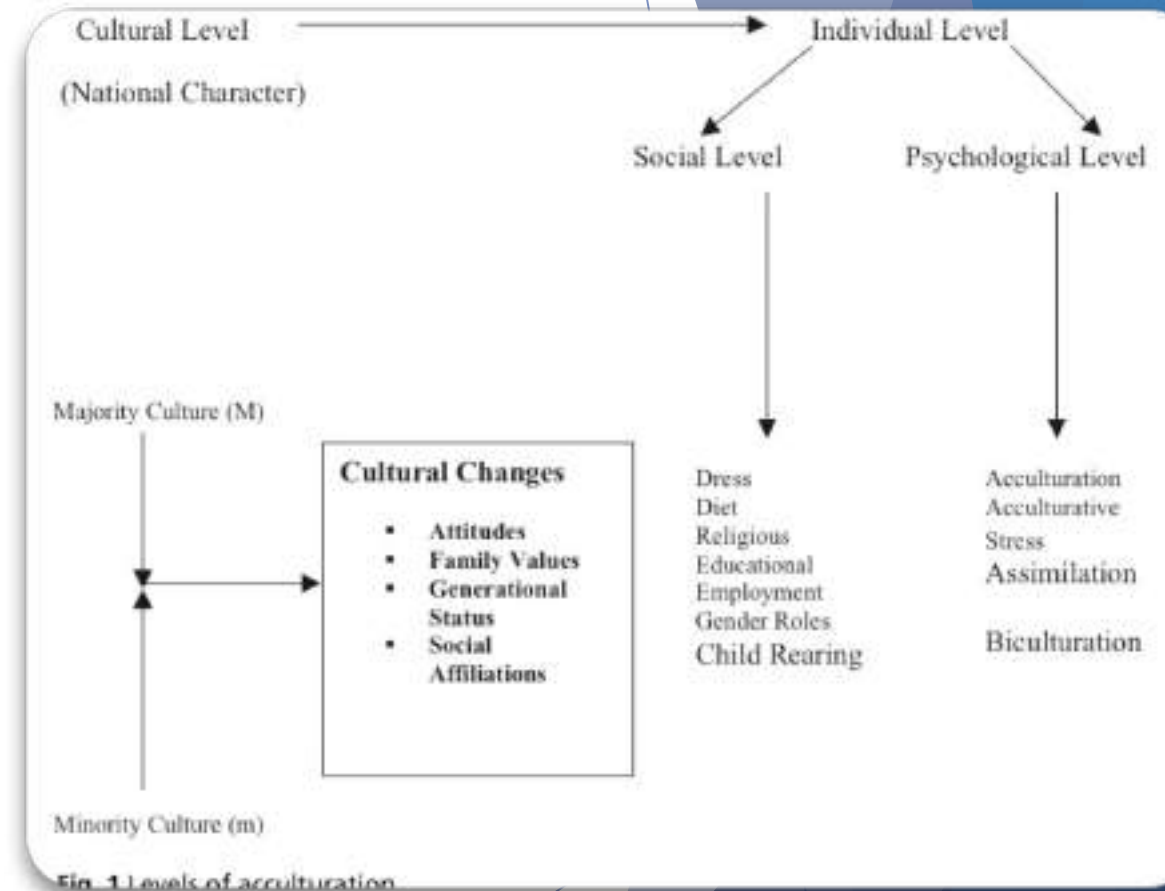 Cultural Level
Individual Level
(National Character)
Social Level
Psychological Level
Majority Culture (M)
Cultural Changes
▪ Attitudes
▪ Family Values
▪ Generational
Status
▪ Social
Affiliations
Minority Culture (m)
Dress
Diet
Religious
Educational
Employment
Gender Roles
Child Rearing
Acculturation
Acculturative
Stress
Assimilation
Biculturation
Fig. 1 Levels of acculturation